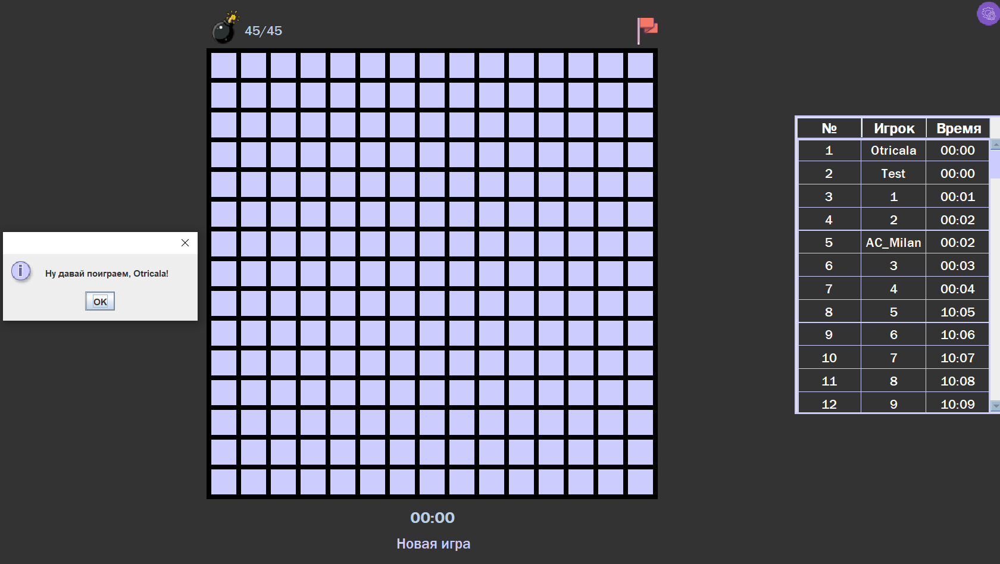 45/45
№ Игрок Время
1 Otricala 00:00
2 Test 00:00
3 1 00:01
4 2 00:02
5 AC_Milan 00:02
6 3 00:03
7 4 00:04
8 5 10:05
9 6 10:06
10 7 10:07
11 8 10:08
12 9 10:09
Ну давай поиграем, Otricala!
OK
00:00
Новая игра